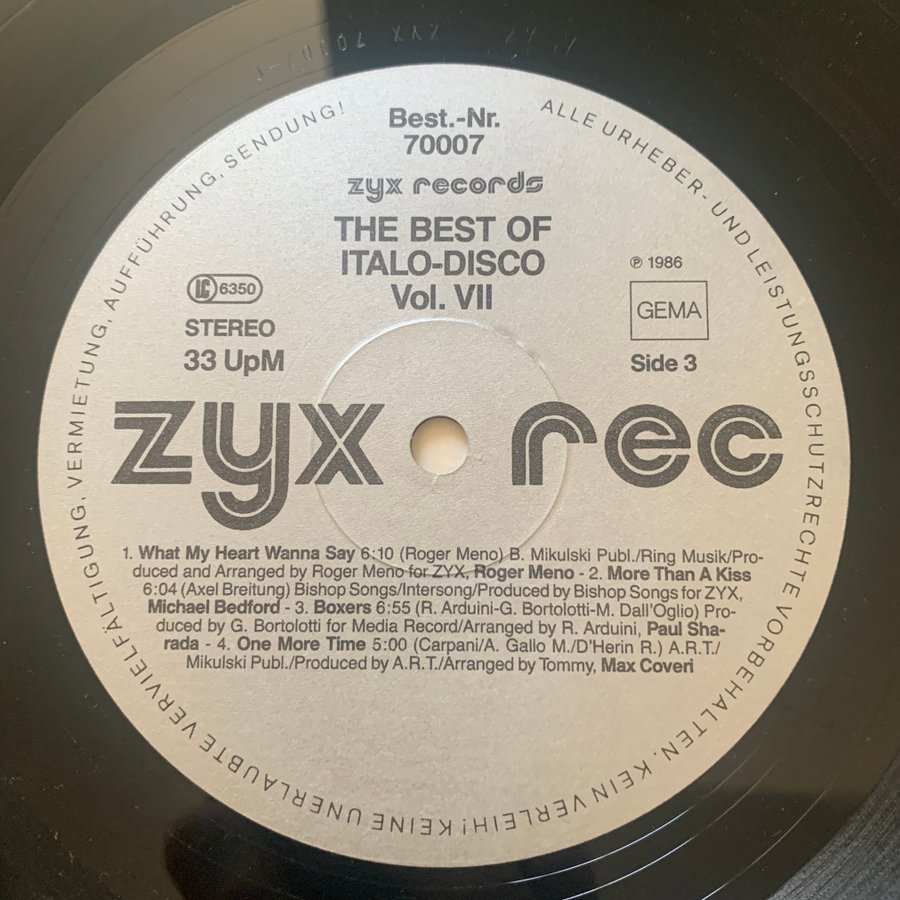 Best.-Nr.
70007
zyx records
THE BEST OF
ITALO-DISCO
Vol. VII
LC 6350
STEREO
33 UpM
℗ 1986
GEMA
Side 3
zyx rec
1. What My Heart Wanna Say 6:10 (Roger Meno) B. Mikulski Publ./Ring Musik/Pro-
duced and Arranged by Roger Meno for ZYX, Roger Meno - 2. More Than A Kiss
6:04 (Axel Breitung) Bishop Songs/Intersong/Produced by Bishop Songs for ZYX,
Michael Bedford - 3. Boxers 6:55 (R. Arduini-G. Bortolotti-M. Dall'Oglio) Pro-
duced by G. Bortolotti for Media Record/Arranged by R. Arduini, Paul Sha-
rada - 4. One More Time 5:00 (Carpani/A. Gallo M./D'Herin R.) A.R.T./
Mikulski Publ./Produced by A.R.T./Arranged by Tommy, Max Coveri
ALLE URHEBER- UND LEISTUNGSSCHUTZRECHTE VORBEHALTEN. KEIN VERLEIH! KEINE UNERLAUBTE VERVIELFÄLTIGUNG, VERMIETUNG, AUFFÜHRUNG, SENDUNG!